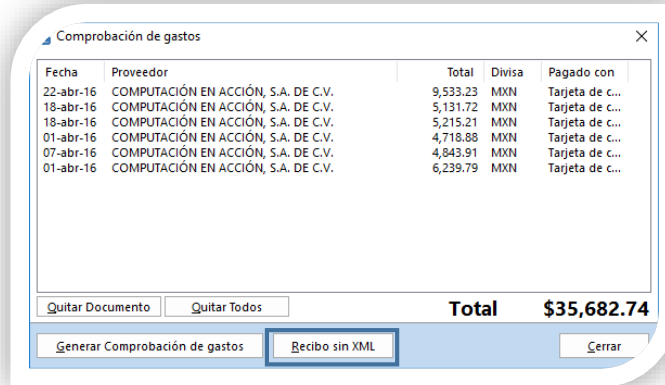 Comprobación de gastos
Fecha Proveedor Total Divisa Pagado con
22-abr-16 COMPUTACIÓN EN ACCIÓN, S.A. DE C.V. 9,533.23 MXN Tarjeta de c...
18-abr-16 COMPUTACIÓN EN ACCIÓN, S.A. DE C.V. 5,131.72 MXN Tarjeta de c...
18-abr-16 COMPUTACIÓN EN ACCIÓN, S.A. DE C.V. 5,215.21 MXN Tarjeta de c...
01-abr-16 COMPUTACIÓN EN ACCIÓN, S.A. DE C.V. 4,718.88 MXN Tarjeta de c...
07-abr-16 COMPUTACIÓN EN ACCIÓN, S.A. DE C.V. 4,843.91 MXN Tarjeta de c...
01-abr-16 COMPUTACIÓN EN ACCIÓN, S.A. DE C.V. 6,239.79 MXN Tarjeta de c...
Quitar Documento Quitar Todos Total $35,682.74
Generar Comprobación de gastos Recibo sin XML Cerrar